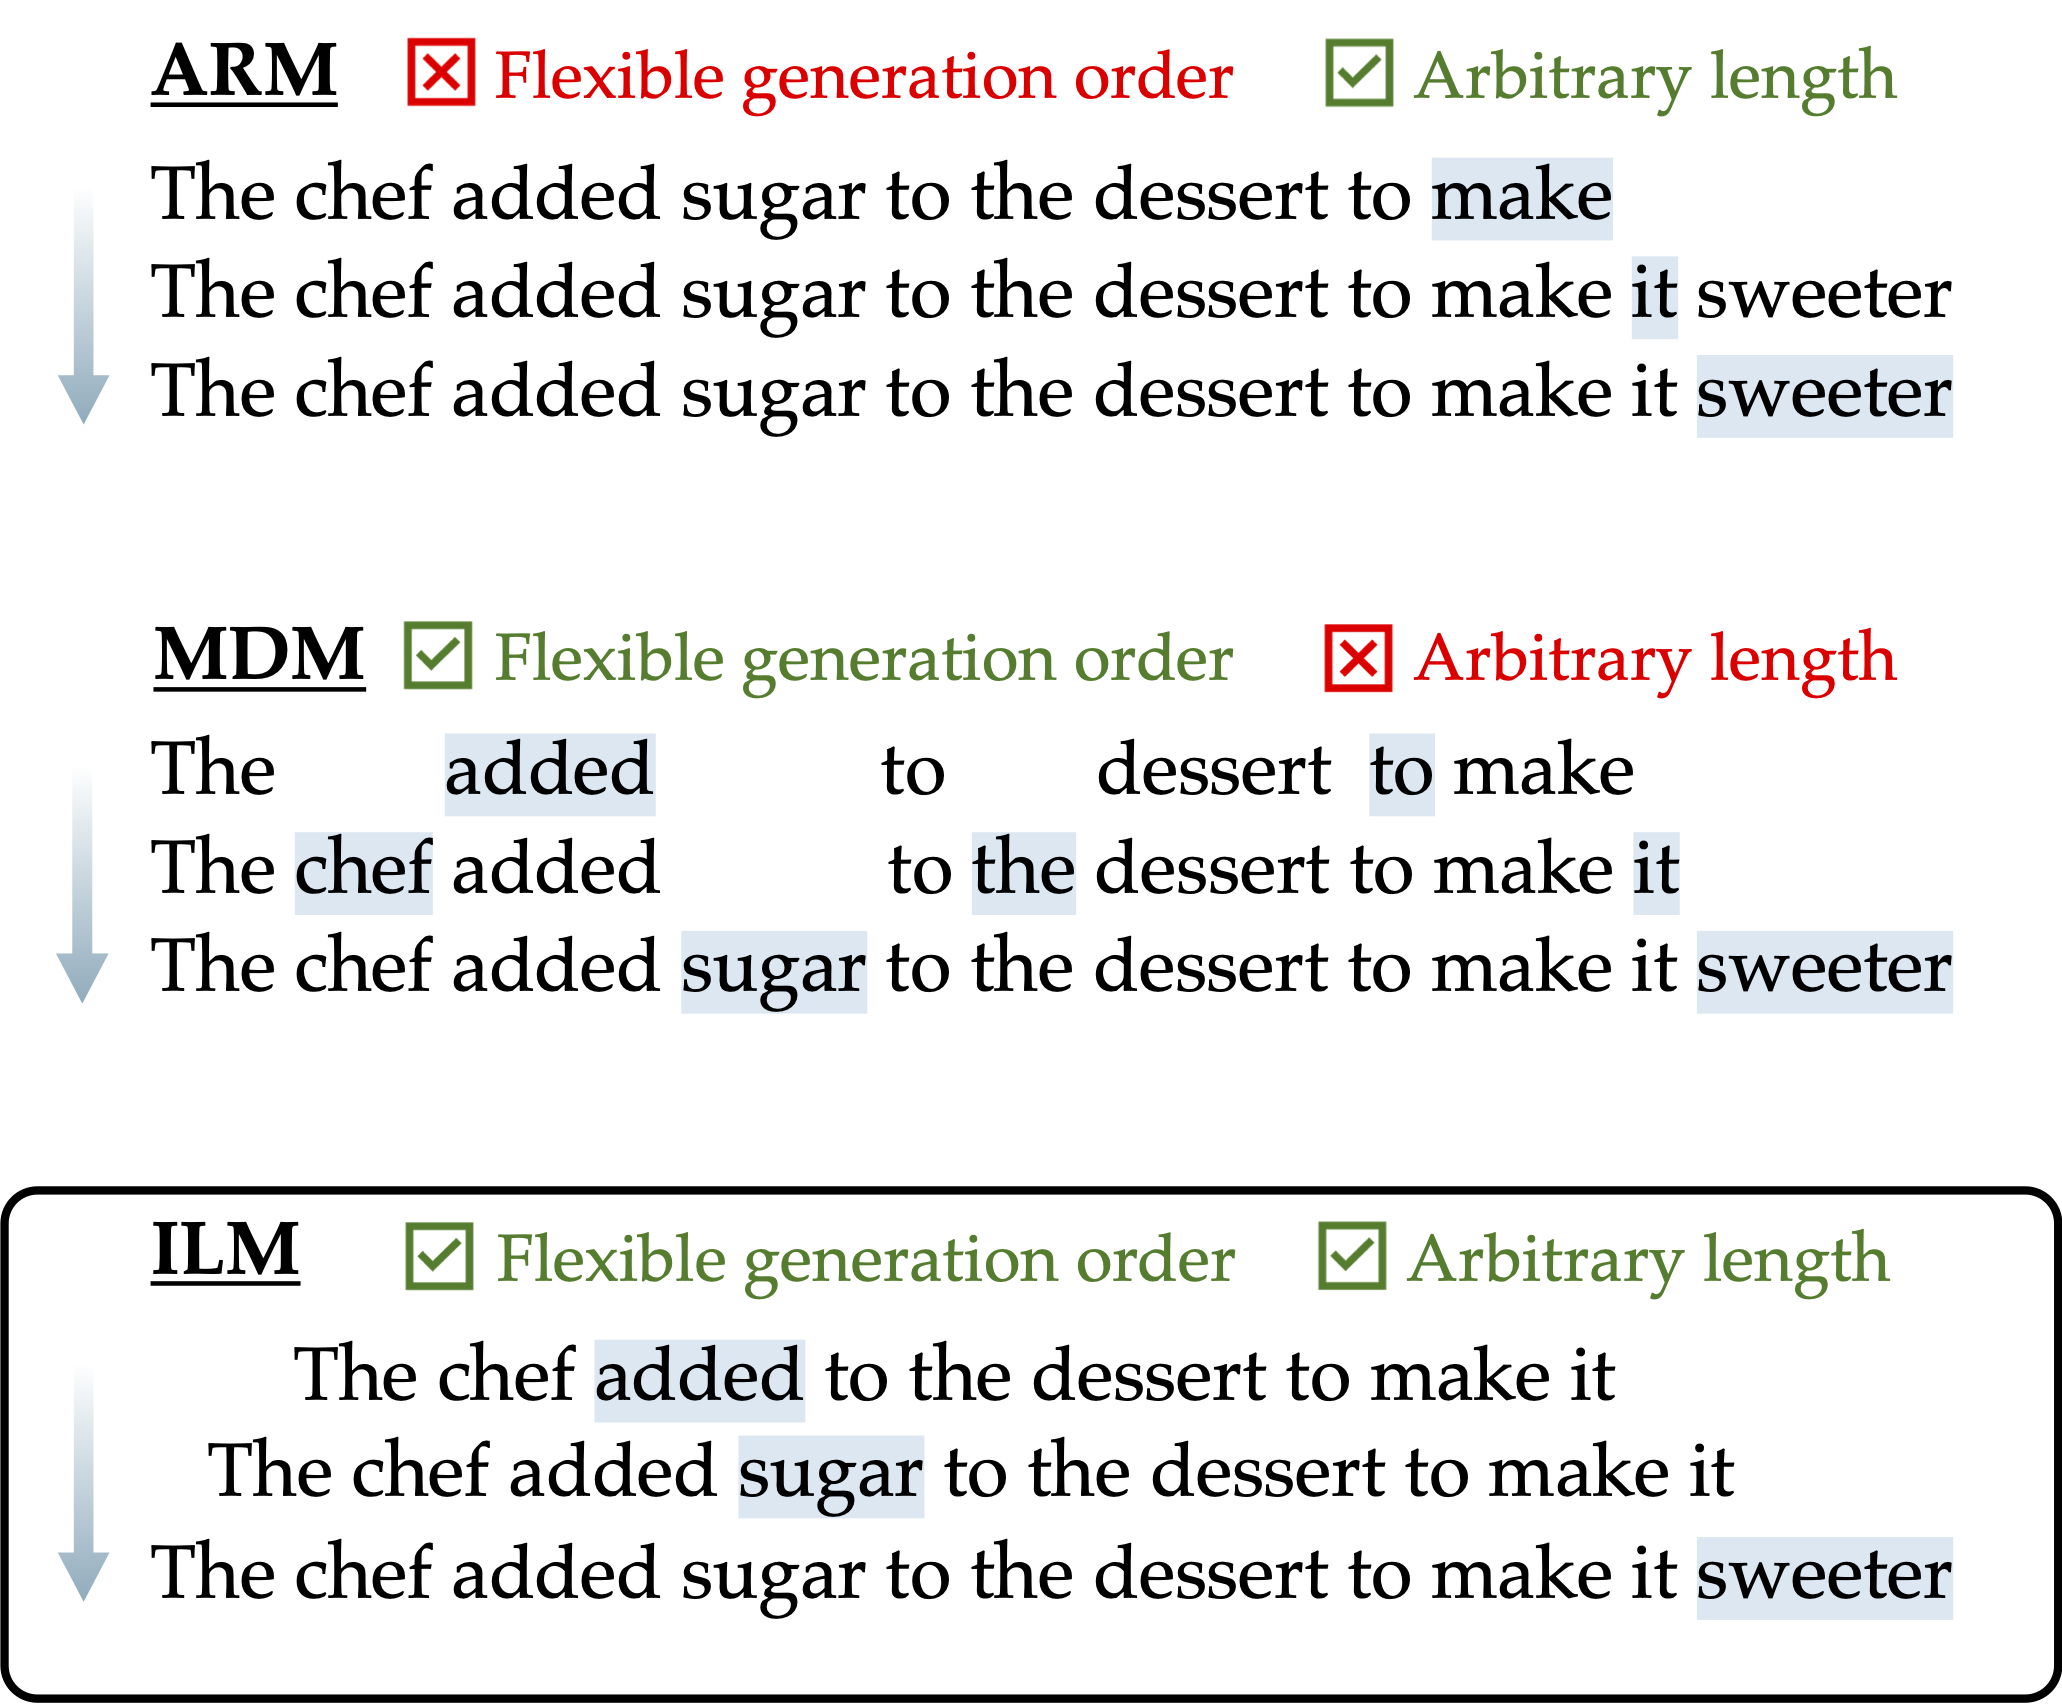 ARM Flexible generation order Arbitrary length
The chef added sugar to the dessert to make
The chef added sugar to the dessert to make it sweeter
The chef added sugar to the dessert to make it sweeter
MDM Flexible generation order Arbitrary length
The added to dessert to make
The chef added to the dessert to make it
The chef added sugar to the dessert to make it sweeter
ILM Flexible generation order Arbitrary length
The chef added to the dessert to make it
The chef added sugar to the dessert to make it
The chef added sugar to the dessert to make it sweeter